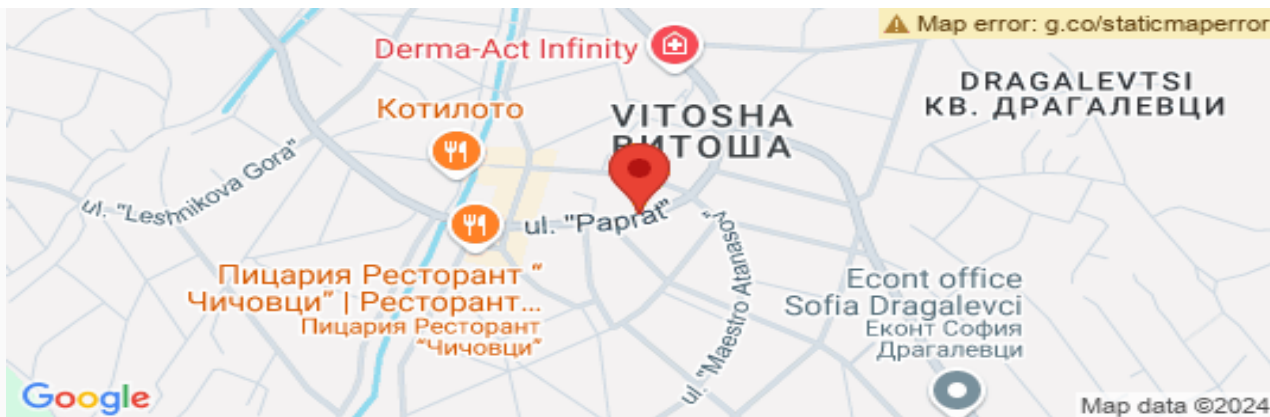 Map error: g.co/staticmaperror
Derma-Act Infinity
DRAGALEVTSI
КВ. ДРАГАЛЕВЦИ
Котилото
VITOSHA
ВИТОША
ul. "Leshnikova Gora"
ul. "Paprat"
Пицария Ресторант “
Чичовци” | Ресторант...
Пицария Ресторант
“Чичовци”
ul. "Maestro Atanasov"
Econt office
Sofia Dragalevci
Еконт София
Драгалевци
Google
Map data ©2024